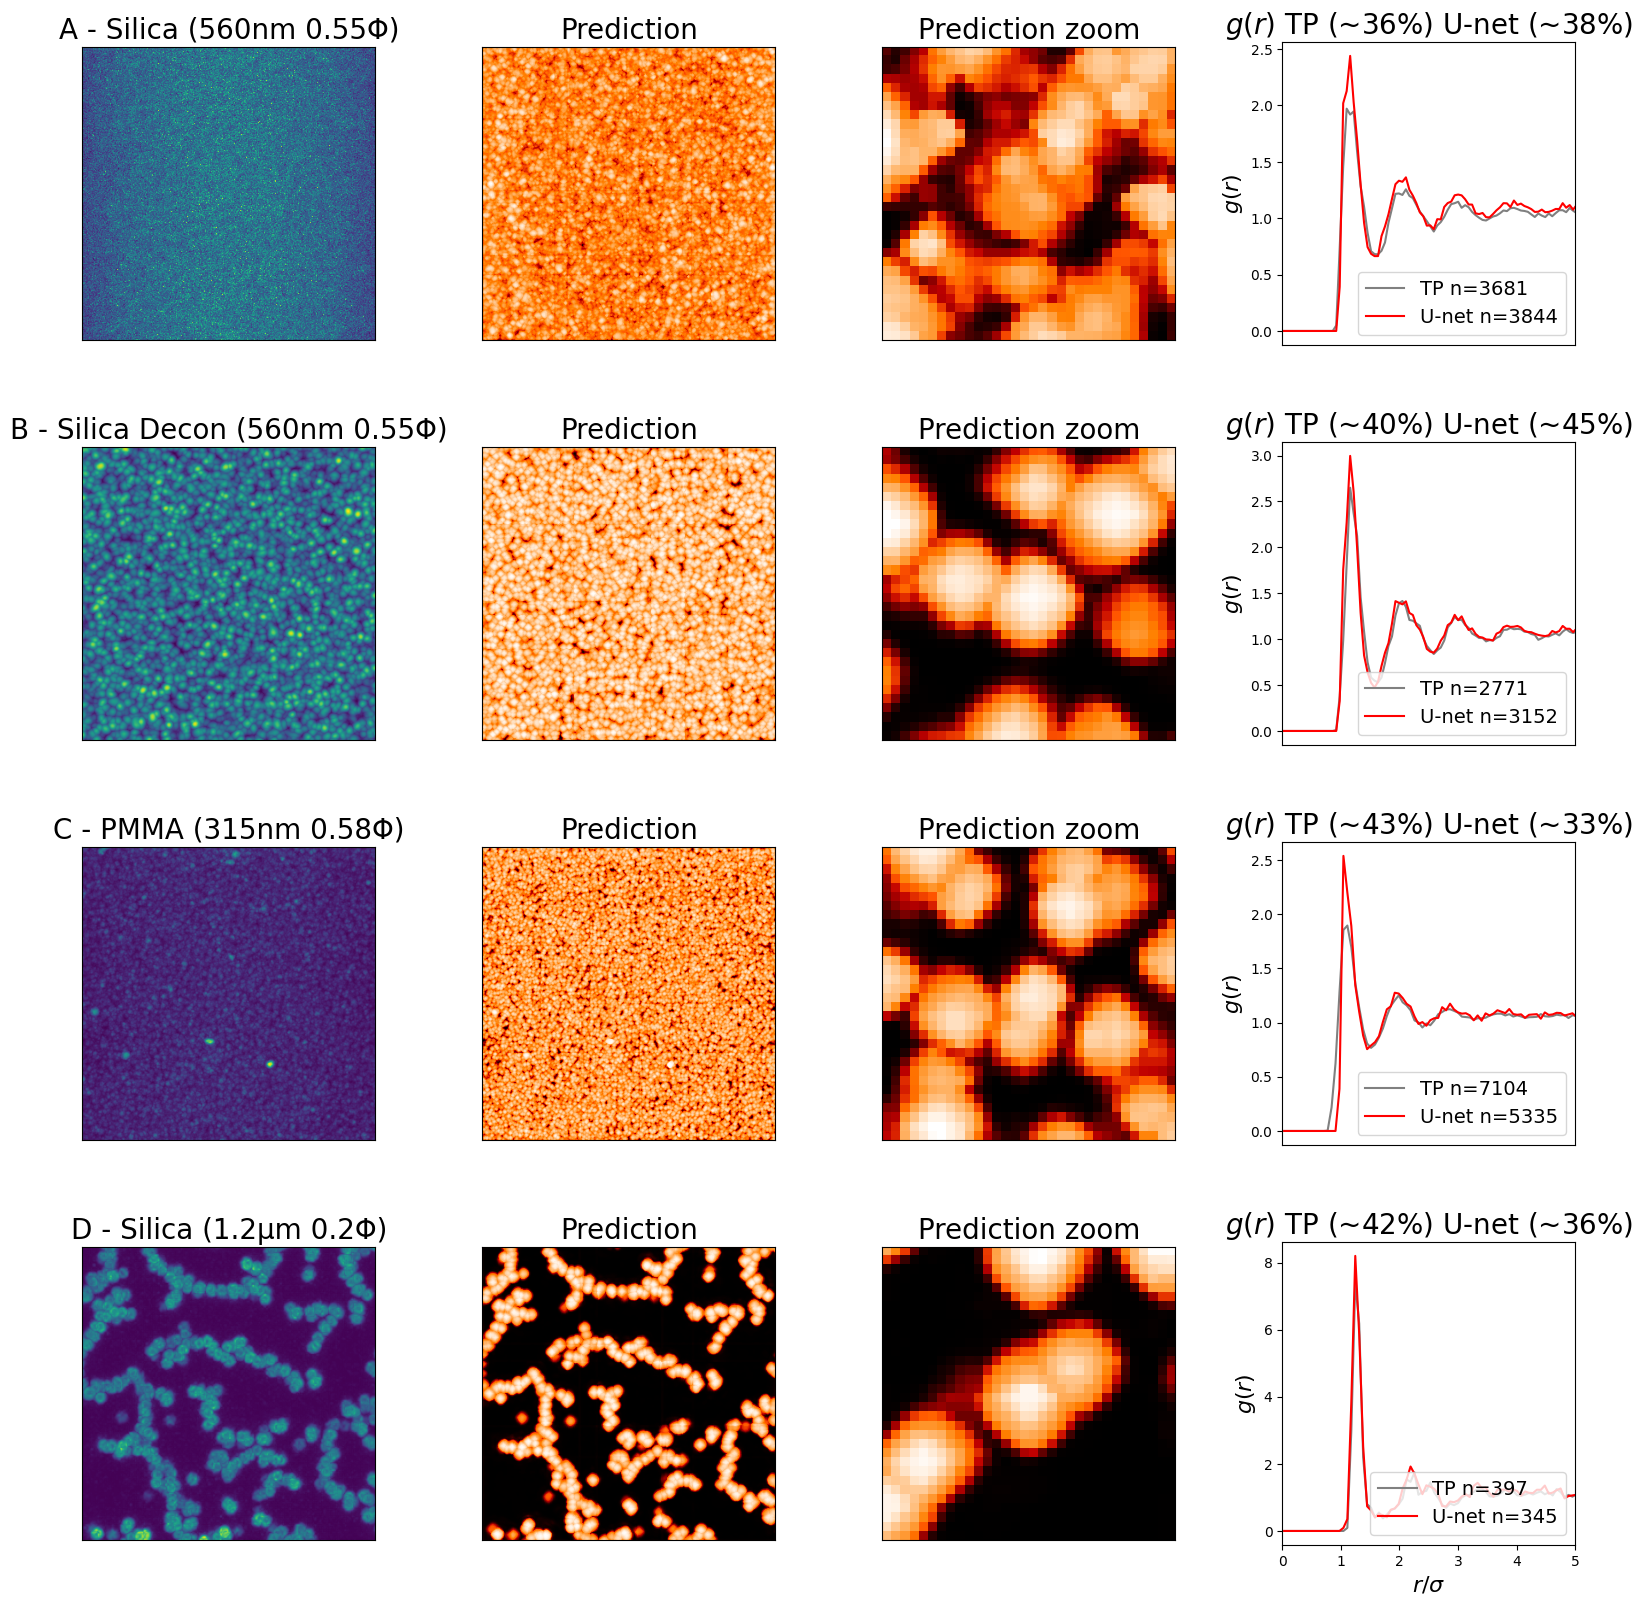 A - Silica (560nm 0.55Φ)
Prediction
Prediction zoom
g(r) TP (~36%) U-net (~38%)
2.5
2.0
1.5
1.0
0.5
0.0
g(r)
TP n=3681
U-net n=3844
B - Silica Decon (560nm 0.55Φ)
Prediction
Prediction zoom
g(r) TP (~40%) U-net (~45%)
3.0
2.5
2.0
1.5
1.0
0.5
0.0
g(r)
TP n=2771
U-net n=3152
C - PMMA (315nm 0.58Φ)
Prediction
Prediction zoom
g(r) TP (~43%) U-net (~33%)
2.5
2.0
1.5
1.0
0.5
0.0
g(r)
TP n=7104
U-net n=5335
D - Silica (1.2μm 0.2Φ)
Prediction
Prediction zoom
g(r) TP (~42%) U-net (~36%)
8
6
4
2
0
g(r)
TP n=397
U-net n=345
0 1 2 3 4 5
r/σ